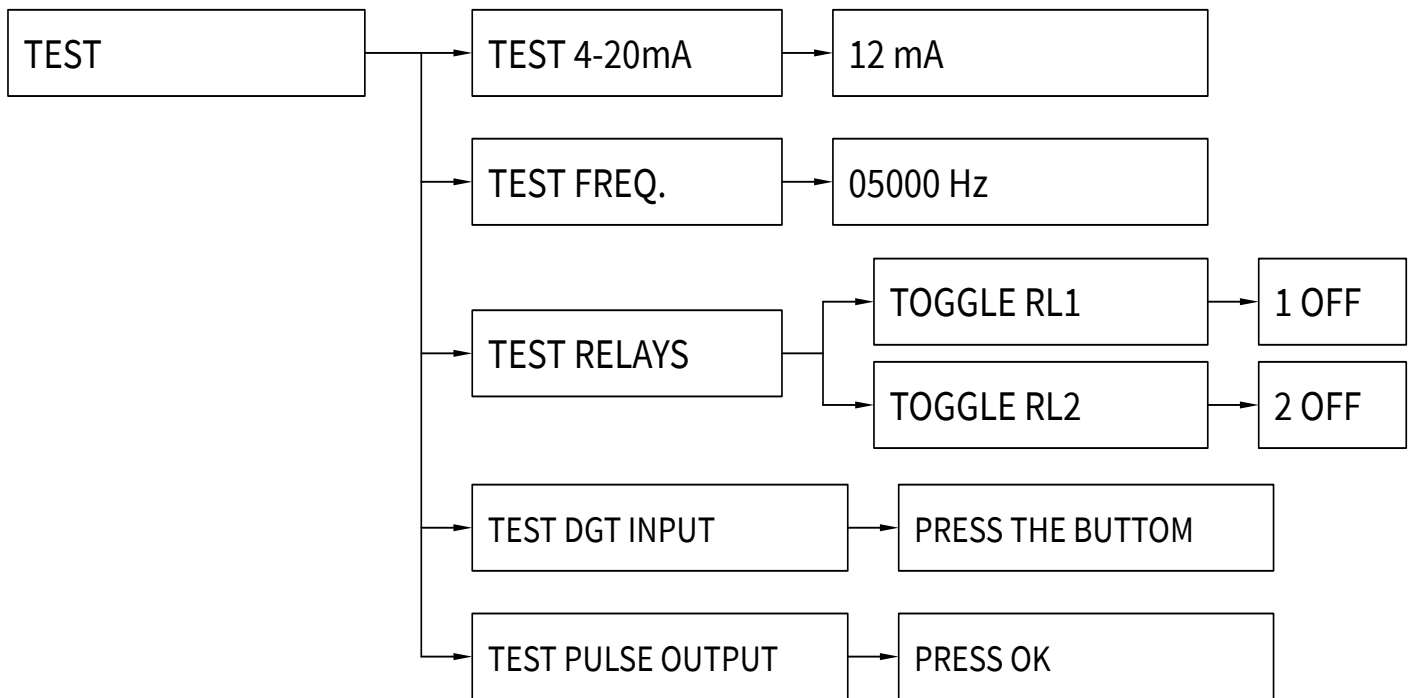 TEST
TEST 4-20mA
12 mA
TEST FREQ.
05000 Hz
TEST RELAYS
TOGGLE RL1
1 OFF
TOGGLE RL2
2 OFF
TEST DGT INPUT
PRESS THE BUTTOM
TEST PULSE OUTPUT
PRESS OK